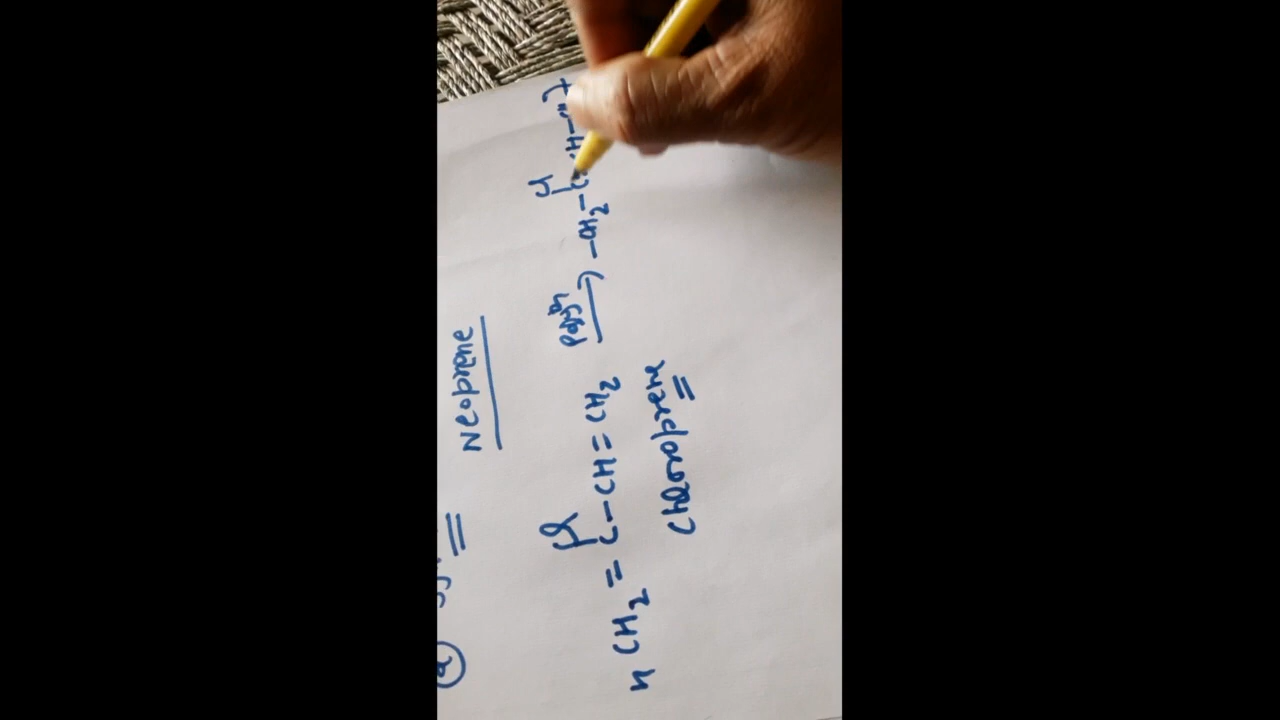 Neoprene
Cl Cl
n CH2 = C - CH = CH2 Polyn → -CH2 - C
Chloroprene